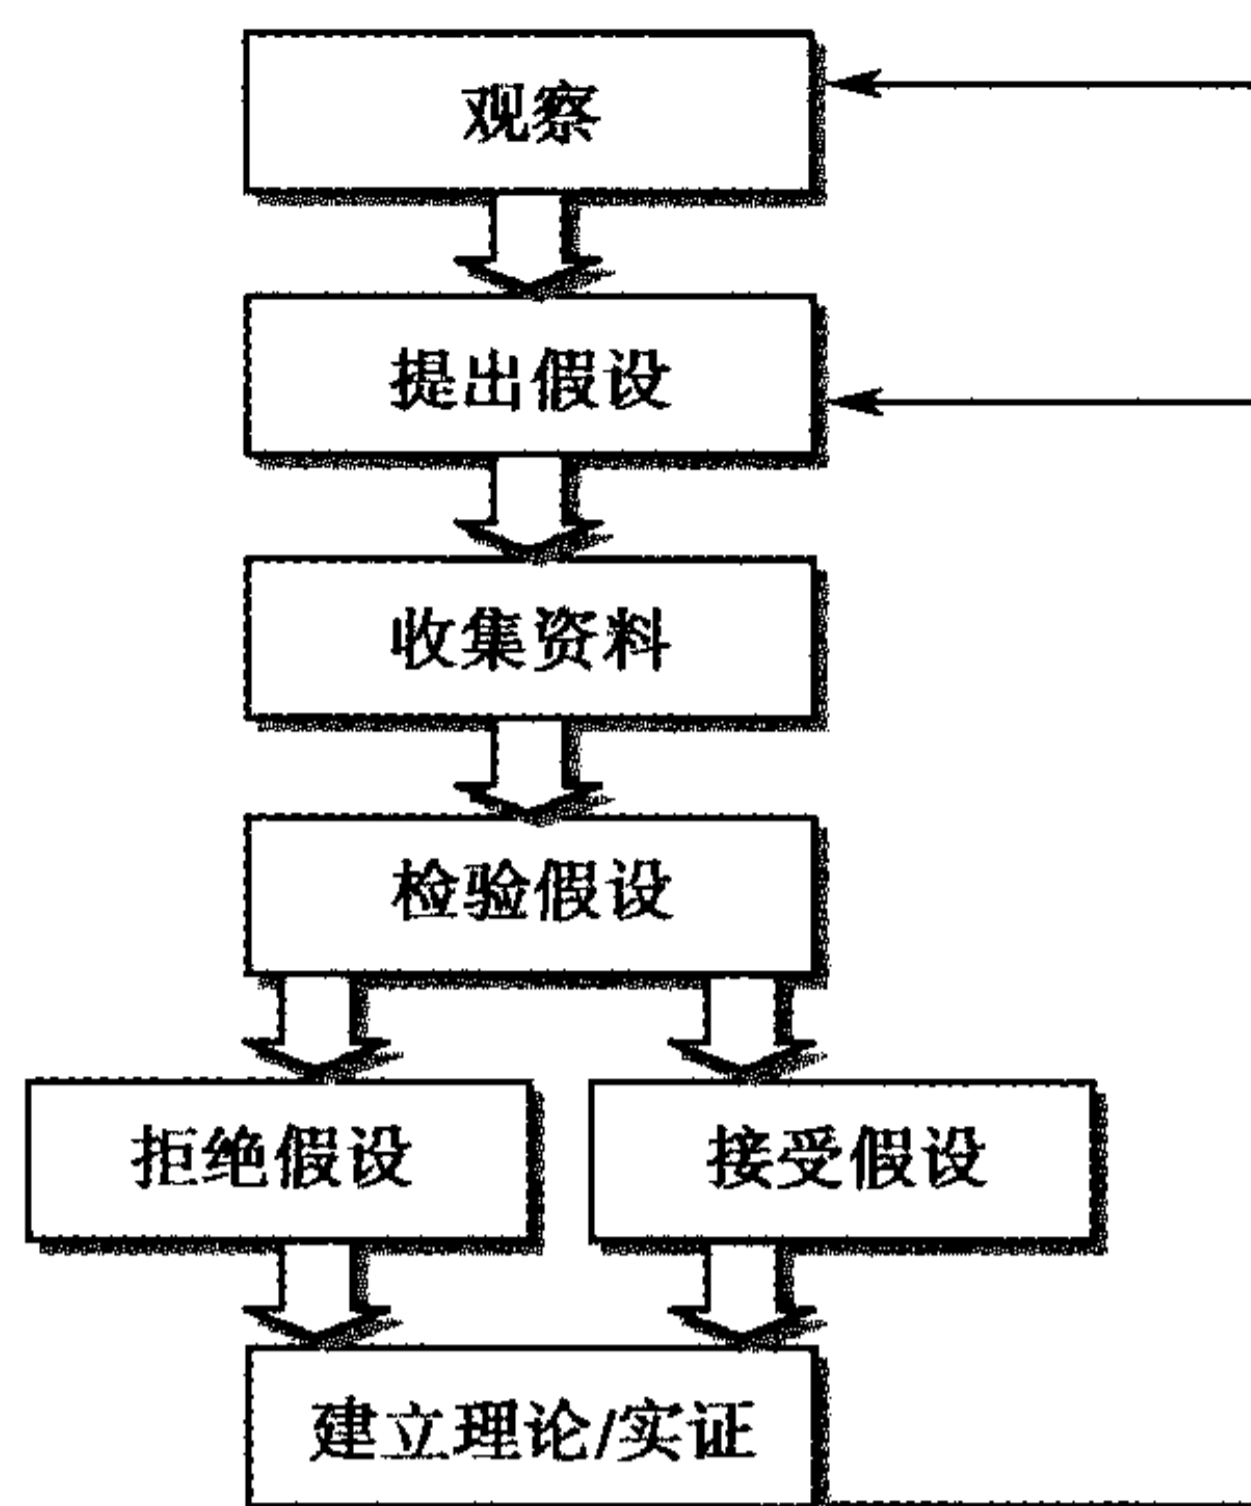 观察
提出假设
收集资料
检验假设
拒绝假设
接受假设
建立理论/实证